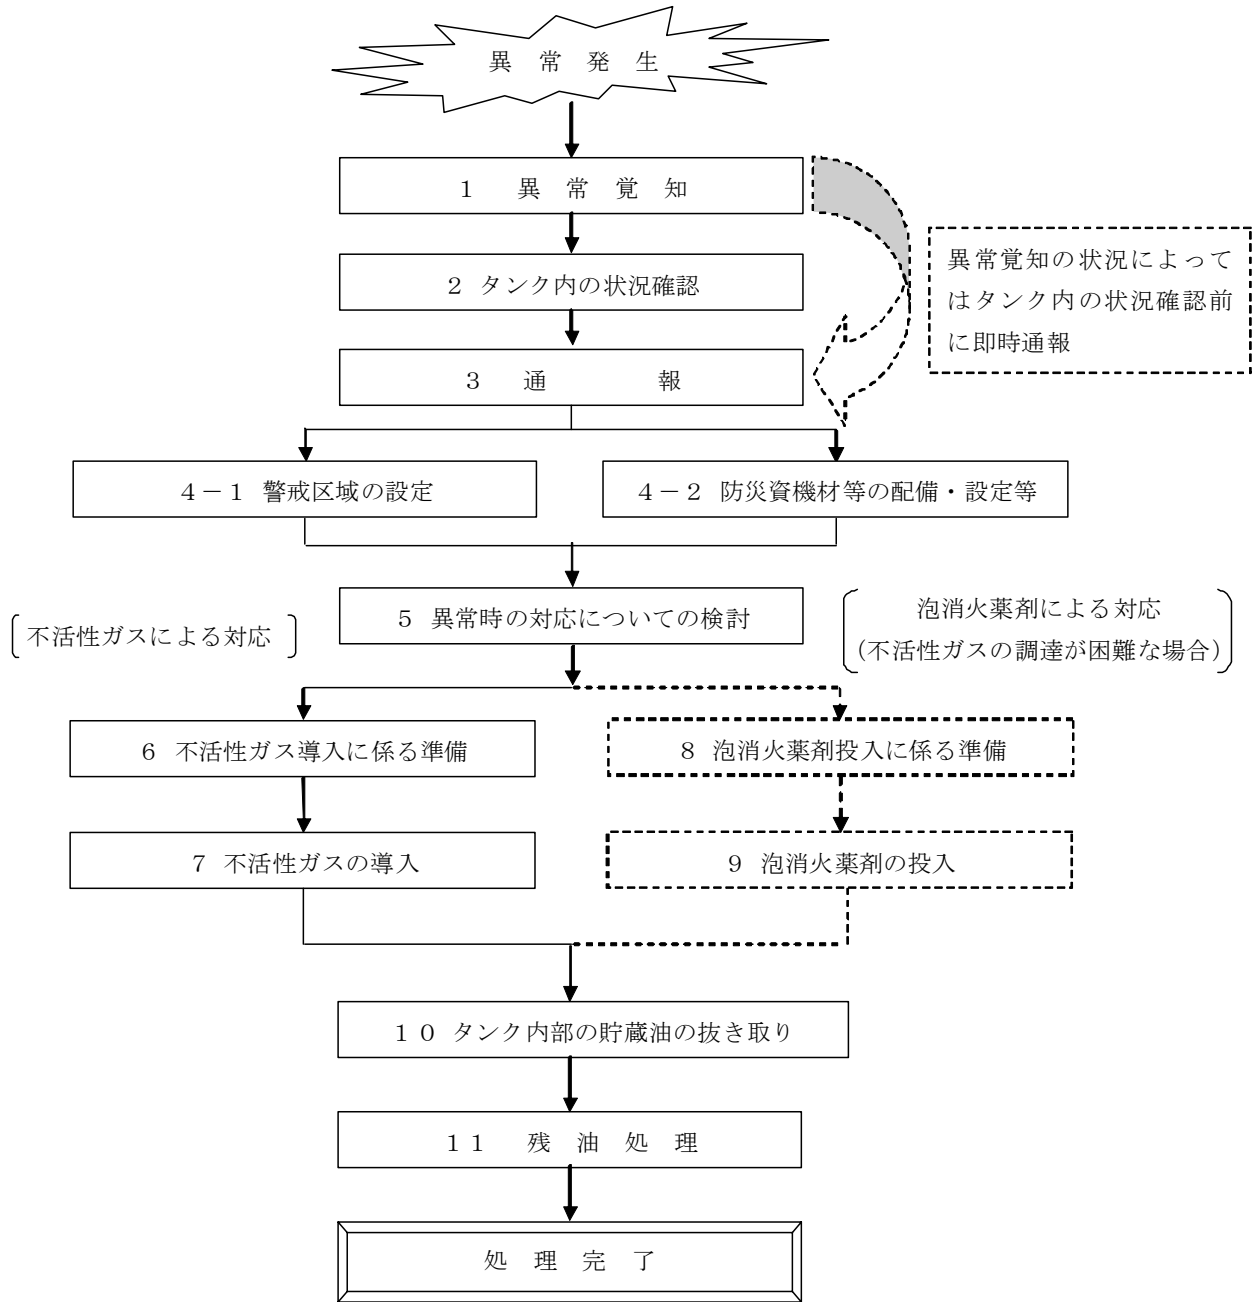 異 常 発 生
1 異 常 覚 知
2 タンク内の状況確認
異常覚知の状況によって
はタンク内の状況確認前
に即時通報
3 通 報
4-1 警戒区域の設定
4-2 防災資機材等の配備・設定等
5 異常時の対応についての検討
不活性ガスによる対応
泡消火薬剤による対応
(不活性ガスの調達が困難な場合)
6 不活性ガス導入に係る準備
8 泡消火薬剤投入に係る準備
7 不活性ガスの導入
9 泡消火薬剤の投入
10 タンク内部の貯蔵油の抜き取り
11 残 油 処 理
処 理 完 了